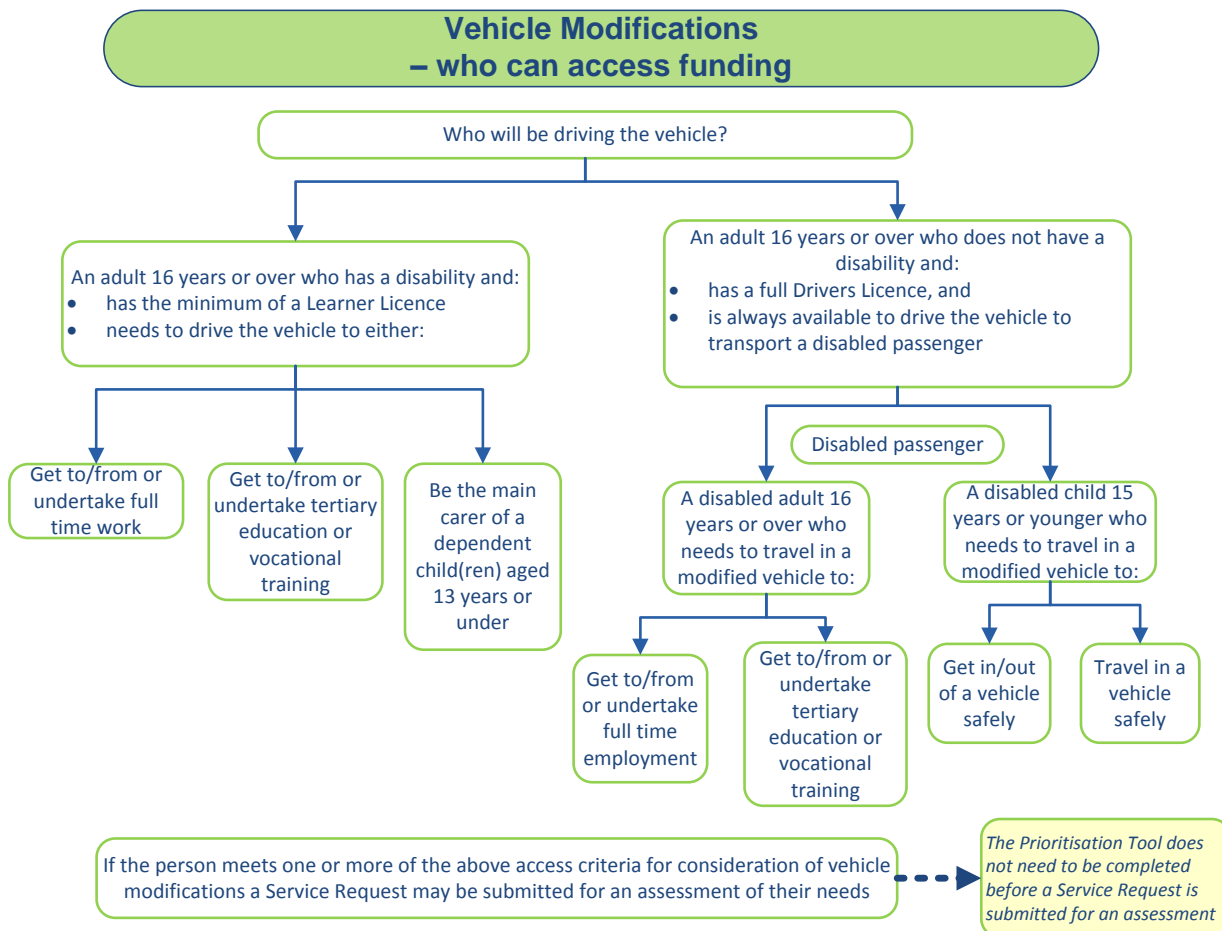 Vehicle Modifications
– who can access funding
Who will be driving the vehicle?
An adult 16 years or over who has a disability and:
• has the minimum of a Learner Licence
• needs to drive the vehicle to either:
An adult 16 years or over who does not have a
disability and:
• has a full Drivers Licence, and
• is always available to drive the vehicle to
transport a disabled passenger
Get to/from or
undertake full
time work
Get to/from or
undertake tertiary
education or
vocational
training
Be the main
carer of a
dependent
child(ren) aged
13 years or
under
Disabled passenger
A disabled adult 16
years or over who
needs to travel in a
modified vehicle to:
A disabled child 15
years or younger who
needs to travel in a
modified vehicle to:
Get to/from
or undertake
full time
employment
Get to/from or
undertake
tertiary
education or
vocational
training
Get in/out
of a vehicle
safely
Travel in a
vehicle
safely
If the person meets one or more of the above access criteria for consideration of vehicle
modifications a Service Request may be submitted for an assessment of their needs
The Prioritisation Tool does
not need to be completed
before a Service Request is
submitted for an assessment